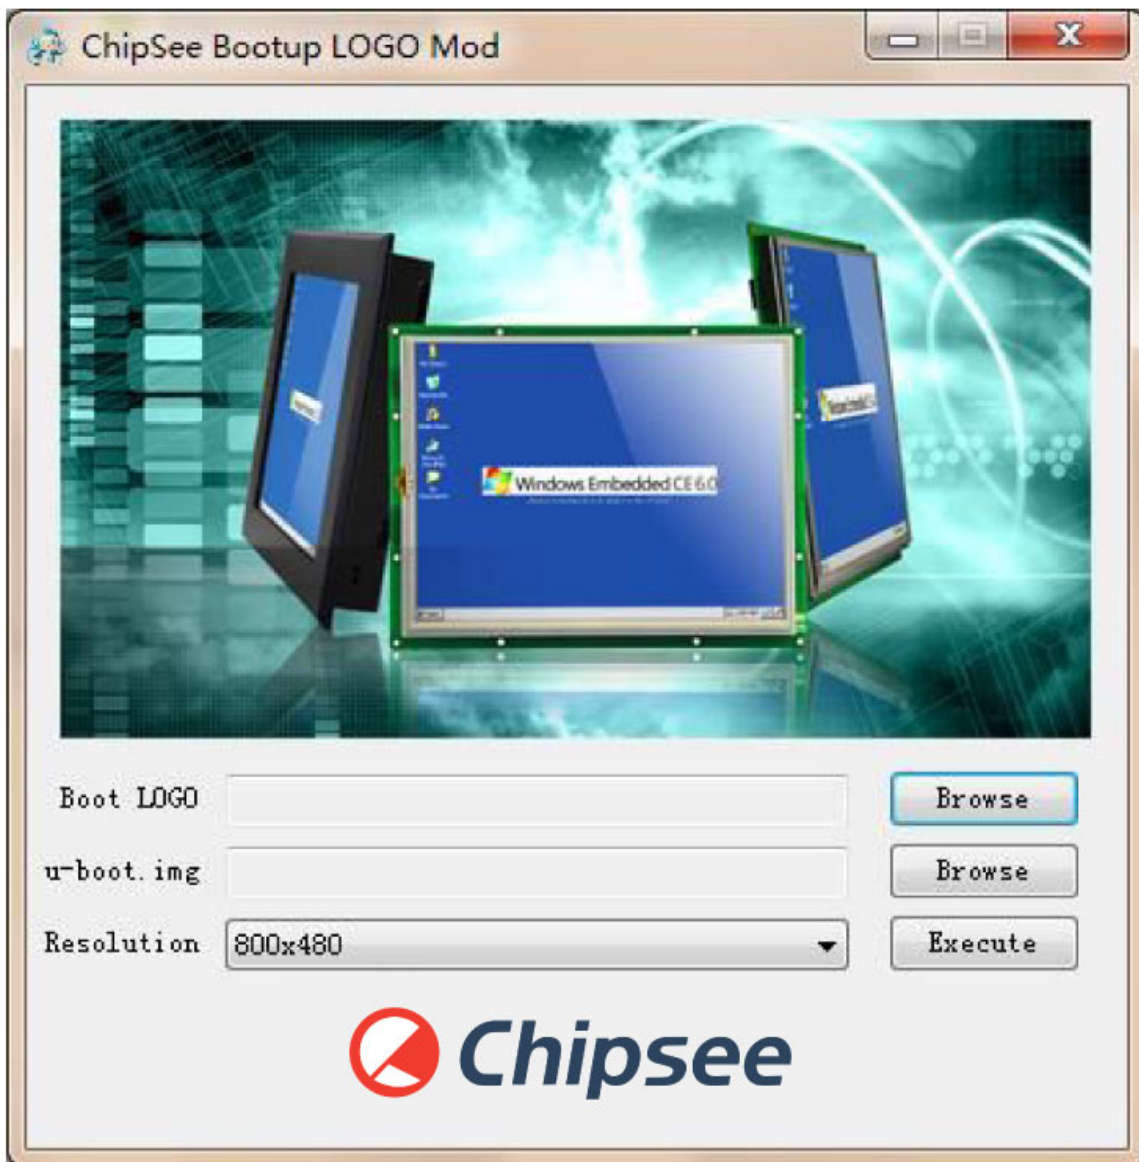 ChipSee Bootup LOGO Mod
Windows Embedded CE 6.0
Boot LOGO
Browse
u-boot.img
Browse
Resolution
800x480
Execute
Chipsee